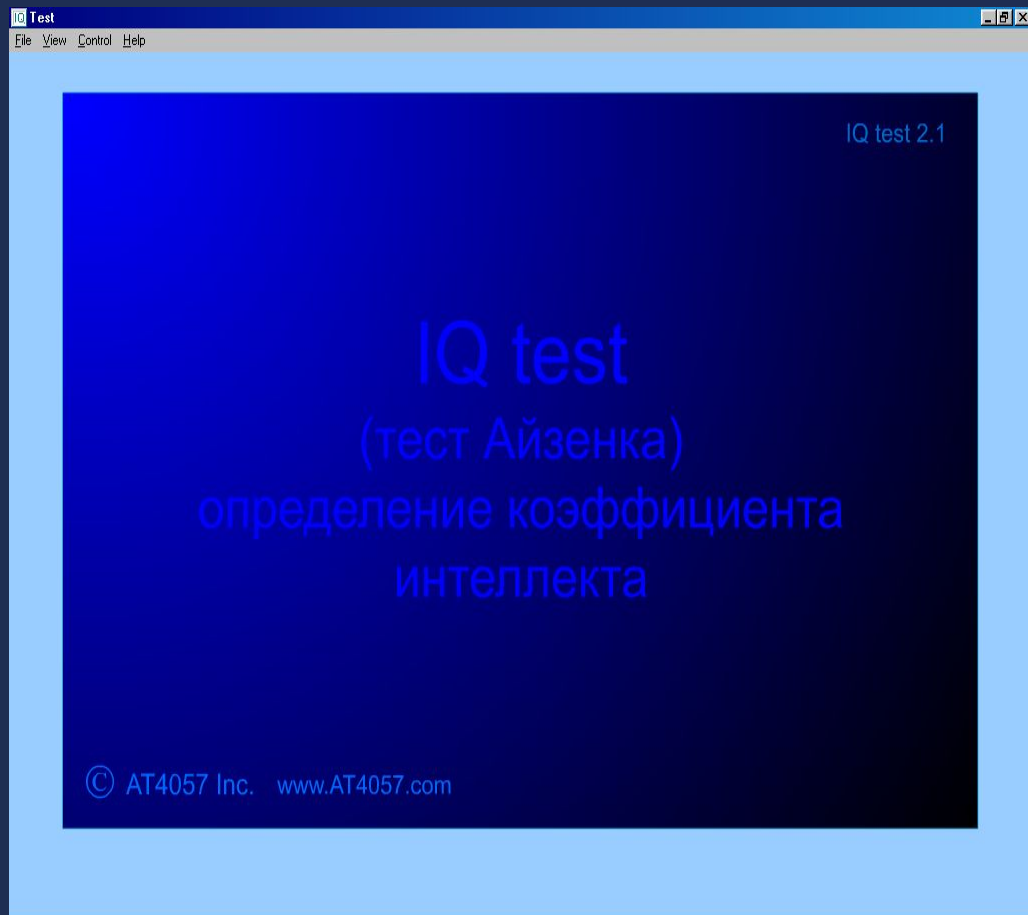 IQ Test
File View Control Help
IQ test 2.1
IQ test
(тест Айзенка)
определение коэффициента
интеллекта
© AT4057 Inc. www.AT4057.com